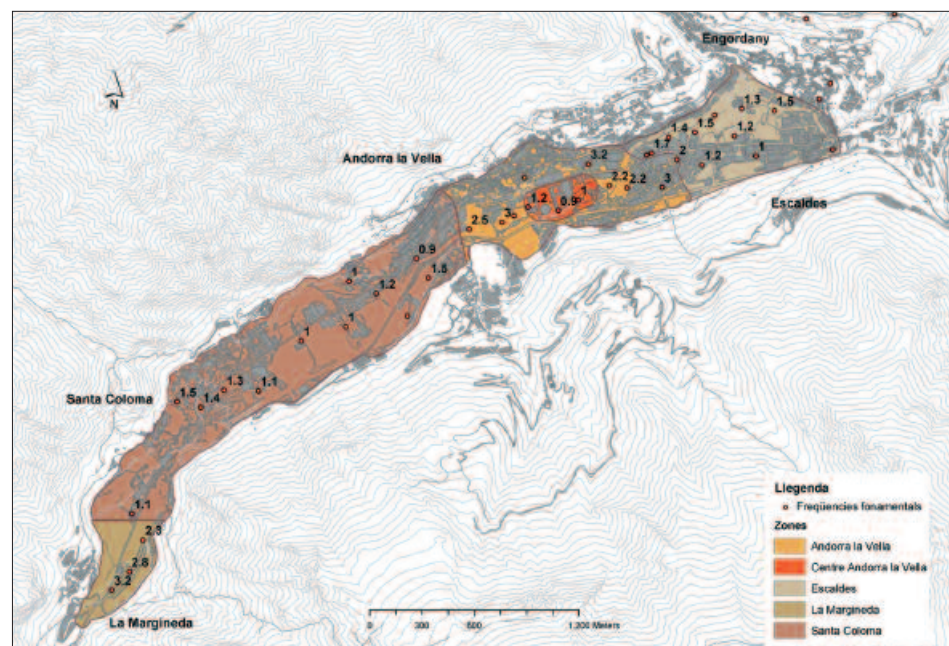 Engordany
N
1.3
1.5
1.5
1.4
1.2
Andorra la Vella
3.2
1.7
2
1.2
1
2.2
2.2
3
1.2
1
0.9
Escaldes
3
2.5
0.9
1.5
1
1.2
1
1
1.3
1.1
1.5
1.4
Santa Coloma
1.1
2.3
2.8
3.2
La Margineda
0
300
600
1.200 Meters
Llegenda
Freqüències fonamentals
Zones
Andorra la Vella
Centre Andorra la Vella
Escaldes
La Margineda
Santa Coloma